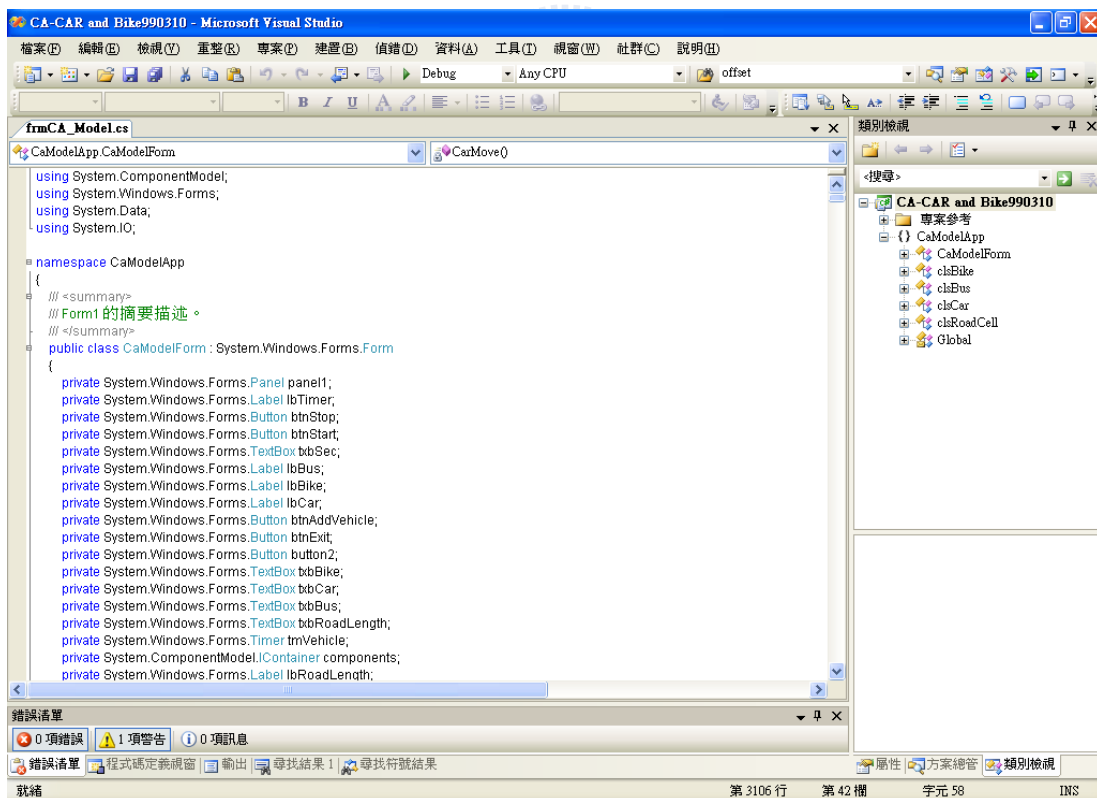 CA-CAR and Bike990310 - Microsoft Visual Studio
檔案(F) 編輯(E) 檢視(V) 重整(R) 專案(P) 建置(B) 偵錯(D) 資料(A) 工具(T) 視窗(W) 社群(C) 說明(H)
Debug Any CPU offset
B I U A
frmCA_Model.cs
CaModelApp.CaModelForm CarMove()
using System.ComponentModel;
using System.Windows.Forms;
using System.Data;
using System.IO;
namespace CaModelApp
{
/// <summary>
/// Form1 的摘要描述。
/// </summary>
public class CaModelForm : System.Windows.Forms.Form
{
private System.Windows.Forms.Panel panel1;
private System.Windows.Forms.Label lbTimer;
private System.Windows.Forms.Button btnStop;
private System.Windows.Forms.Button btnStart;
private System.Windows.Forms.TextBox txbSec;
private System.Windows.Forms.Label lbBus;
private System.Windows.Forms.Label lbBike;
private System.Windows.Forms.Label lbCar;
private System.Windows.Forms.Button btnAddVehicle;
private System.Windows.Forms.Button btnExit;
private System.Windows.Forms.Button button2;
private System.Windows.Forms.TextBox txbBike;
private System.Windows.Forms.TextBox txbCar;
private System.Windows.Forms.TextBox txbBus;
private System.Windows.Forms.TextBox txbRoadLength;
private System.Windows.Forms.Timer tmVehicle;
private System.ComponentModel.IContainer components;
private System.Windows.Forms.Label lbRoadLength;
類別檢視
<搜尋>
CA-CAR and Bike990310
專案參考
{} CaModelApp
CaModelForm
clsBike
clsBus
clsCar
clsRoadCell
Global
錯誤清單
0 項錯誤 1 項警告 0 項訊息
錯誤清單 程式碼定義視窗 輸出 尋找結果 1 尋找符號結果
屬性 方案總管 類別檢視
就緒 第 3106 行 第 42 欄 字元 58 INS